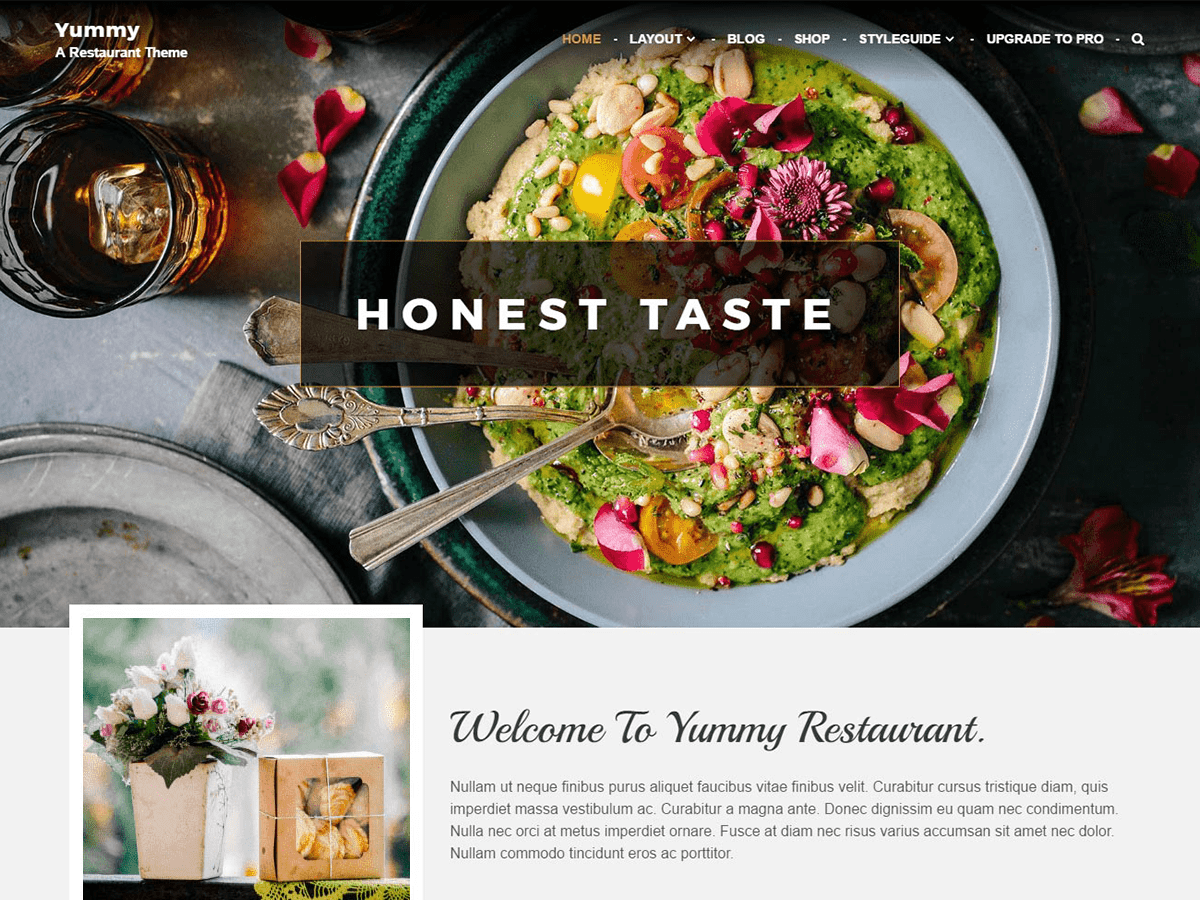 Yummy
A Restaurant Theme
HOME - LAYOUT - BLOG - SHOP - STYLEGUIDE - UPGRADE TO PRO -
HONEST TASTE
Welcome To Yummy Restaurant.
Nullam ut neque finibus purus aliquet faucibus vitae finibus velit. Curabitur cursus tristique diam, quis
imperdiet massa vestibulum ac. Curabitur a magna ante. Donec dignissim eu quam nec condimentum.
Nulla nec orci at metus imperdiet ornare. Fusce at diam nec risus varius accumsan sit amet nec dolor.
Nullam commodo tincidunt eros ac porttitor.